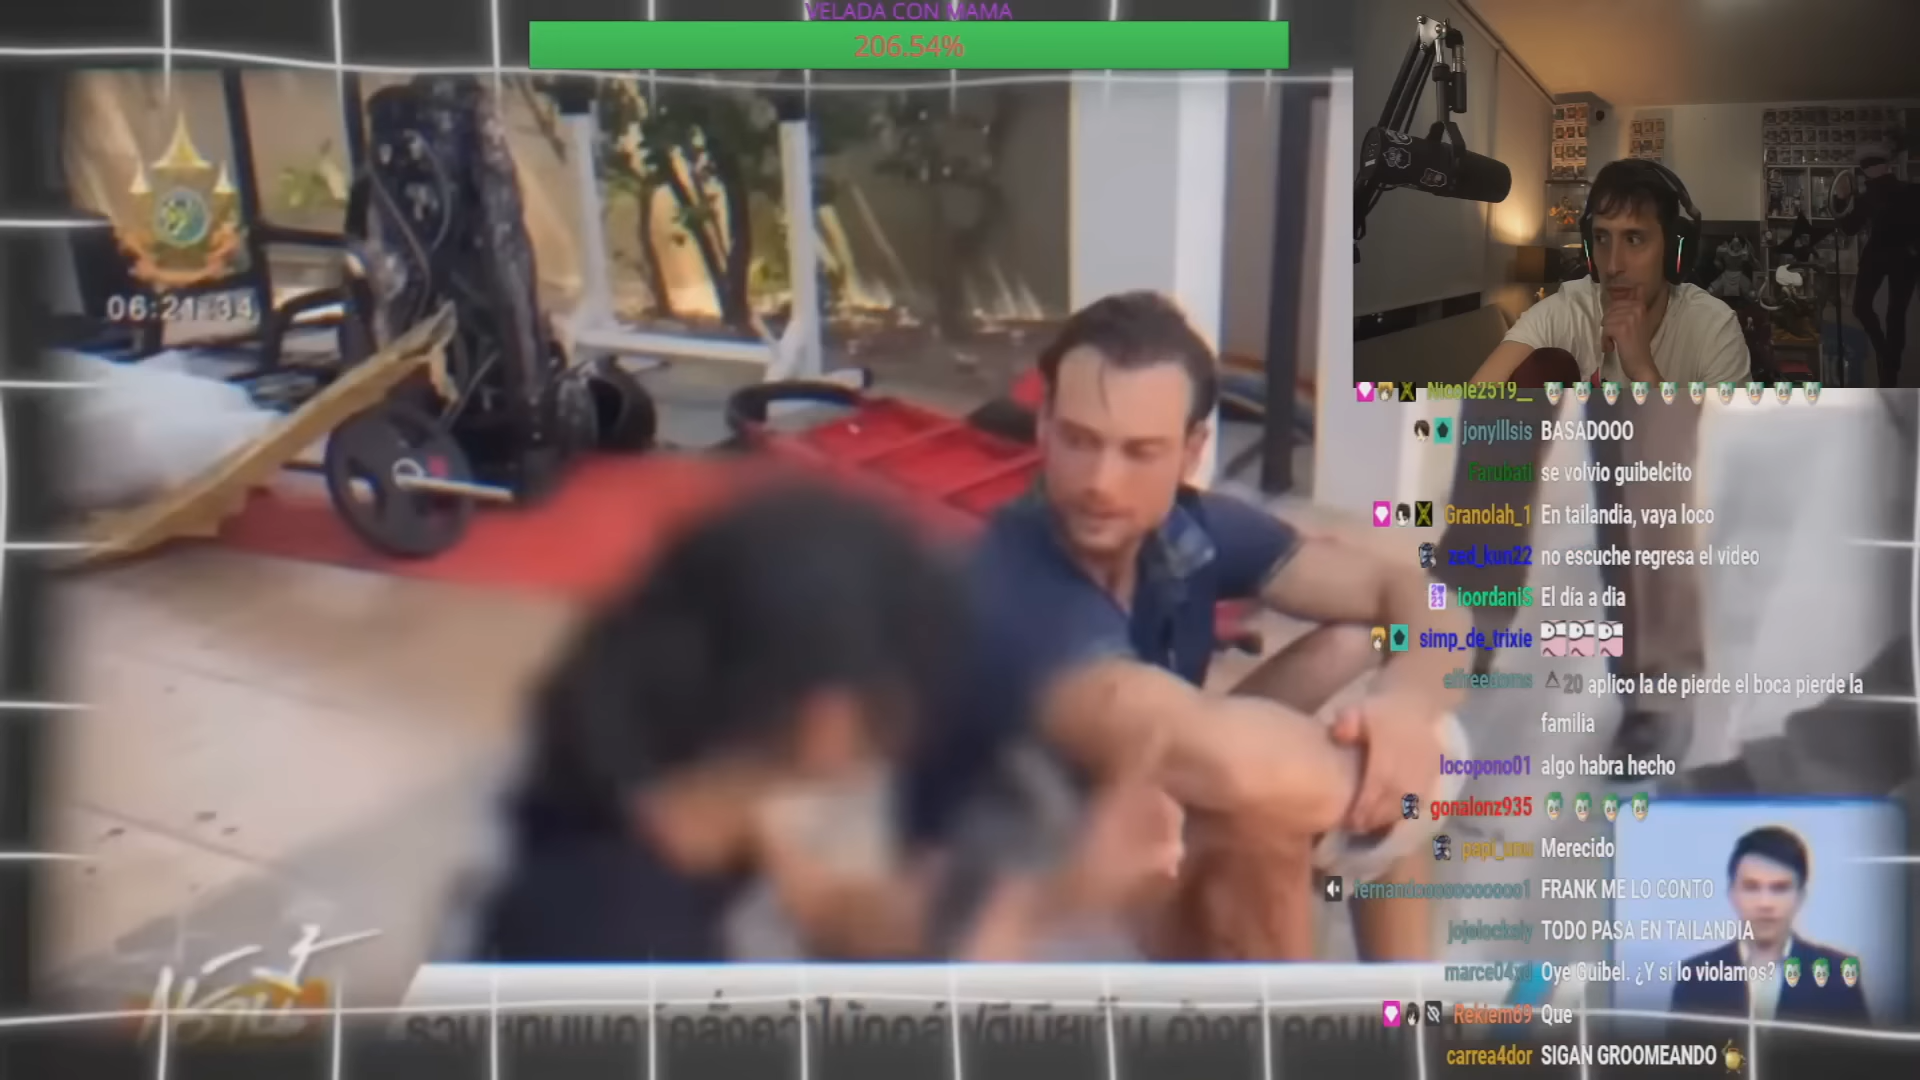 VELADA CON MAMA
206.54%
06:21:34
Nicole2519__
jonylllsis BASADOOO
Farubati se volvio guibelcito
Granolah_1 En tailandia, vaya loco
zed_kun22 no escuche regresa el video
ioordaniS El día a dia
simp_de_trixie
20 aplico la de pierde el boca pierde la
familia
locopono01 algo habra hecho
gonalonz935
papi_unu Merecido
FRANK ME LO CONTO
TODO PASA EN TAILANDIA
Oye Guibel. ¿Y sí lo violamos?
Rekiem69 Que
carrea4dor SIGAN GROOMEANDO